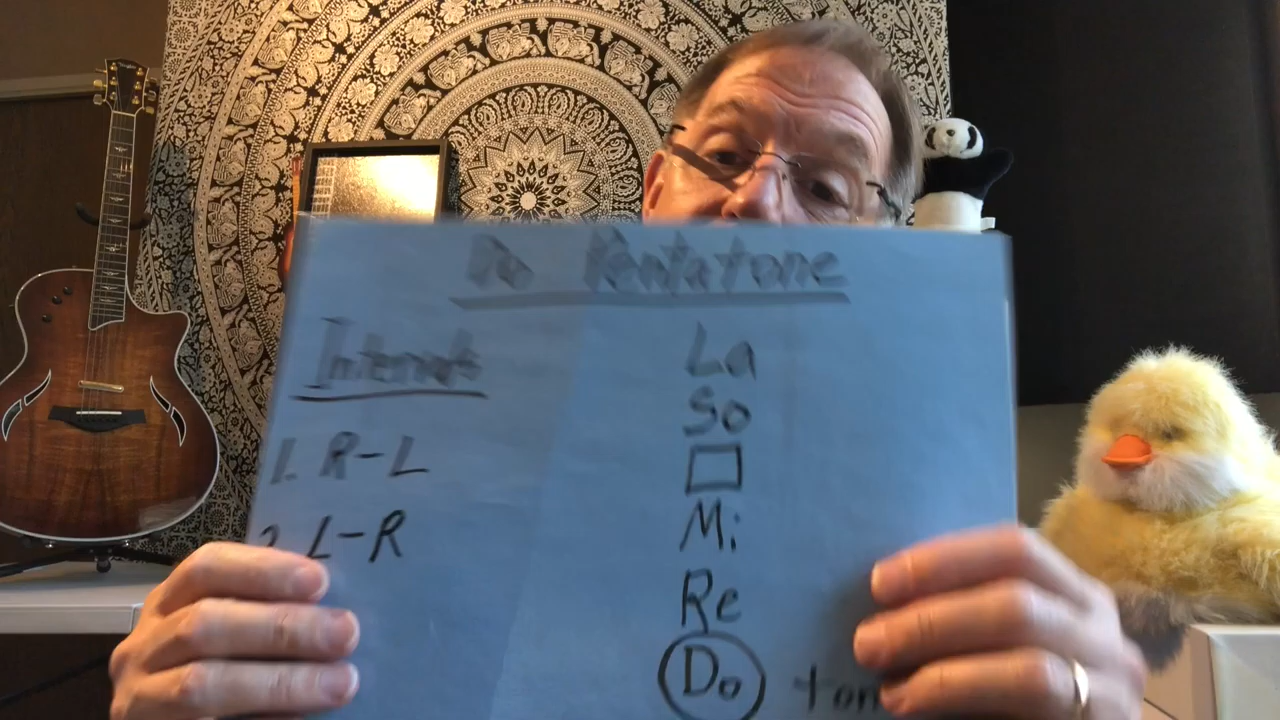 Do Pentatone
Intervals
1. R-L
2. L-R
La
So
Mi
Re
Do